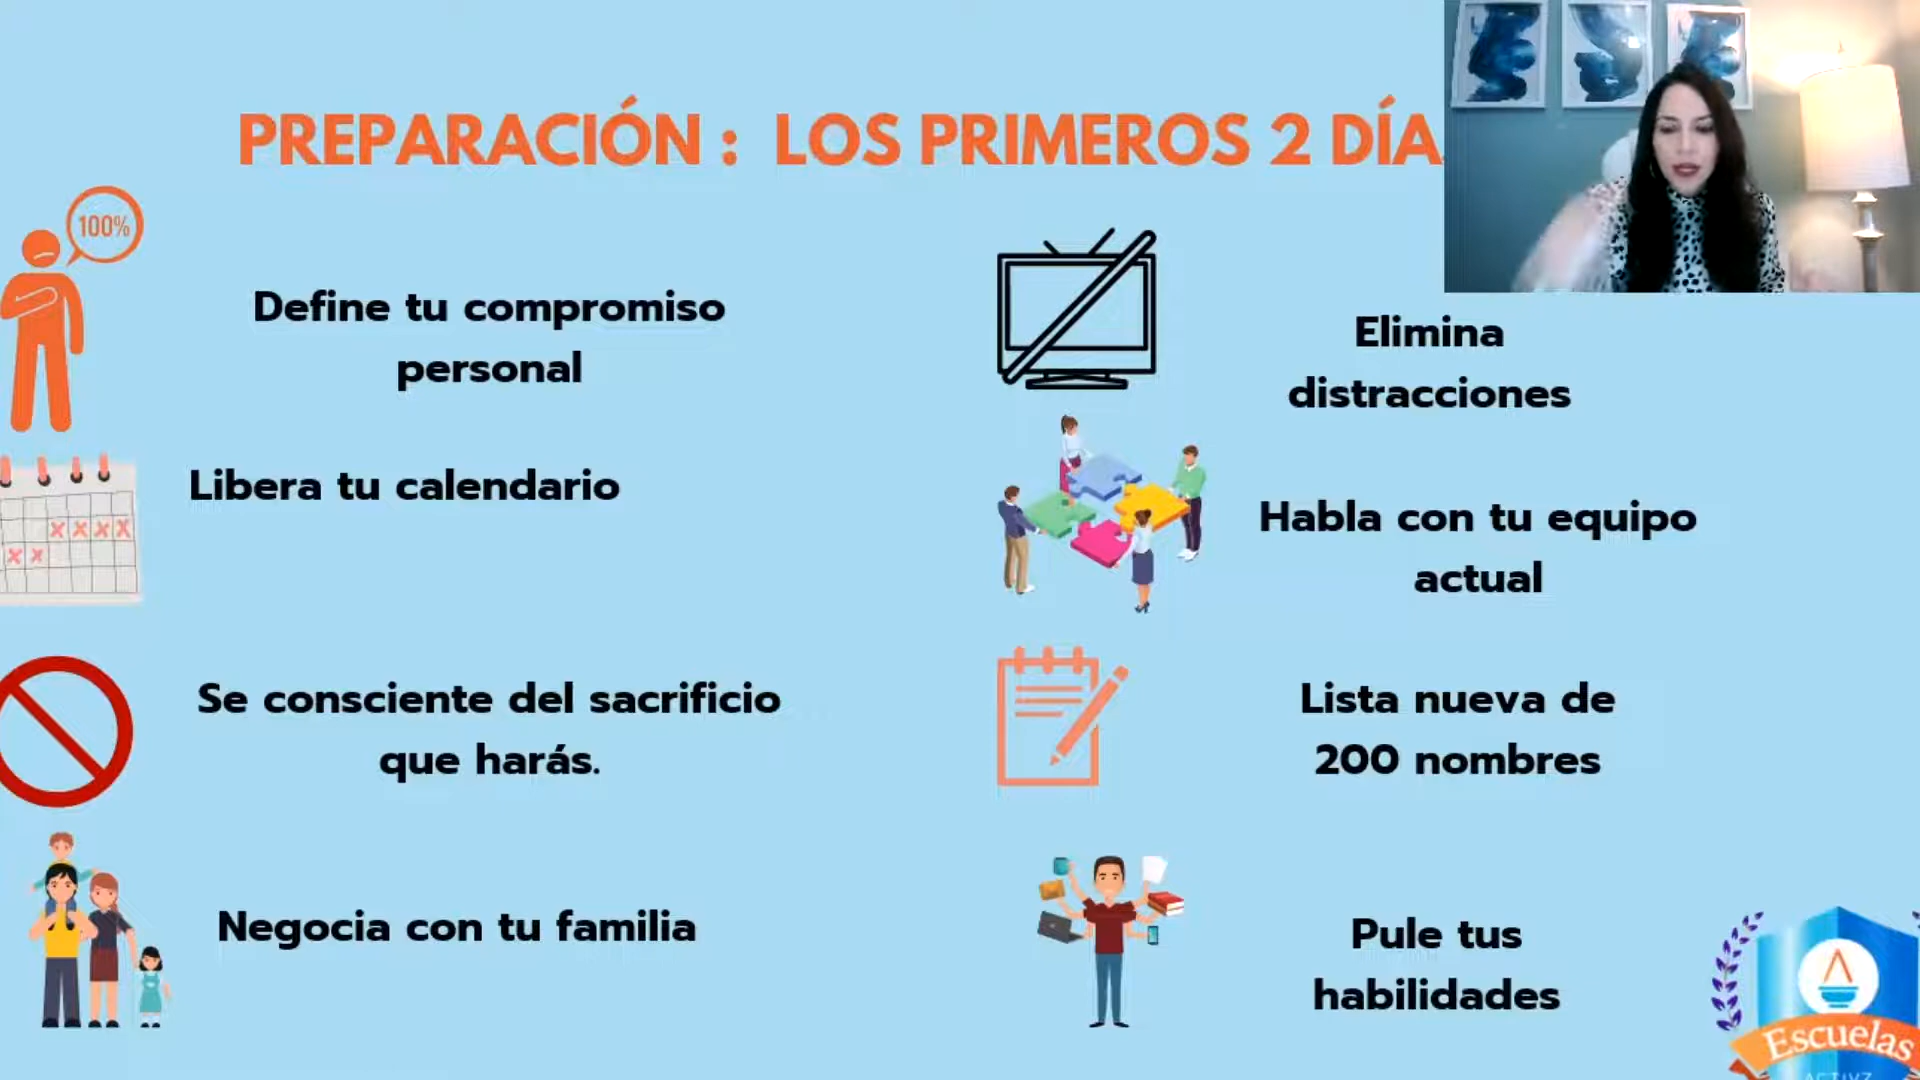 PREPARACIÓN : LOS PRIMEROS 2 DÍA
100%
Define tu compromiso
personal
Libera tu calendario
Se consciente del sacrificio
que harás.
Negocia con tu familia
Elimina
distracciones
Habla con tu equipo
actual
Lista nueva de
200 nombres
Pule tus
habilidades
Escuelas